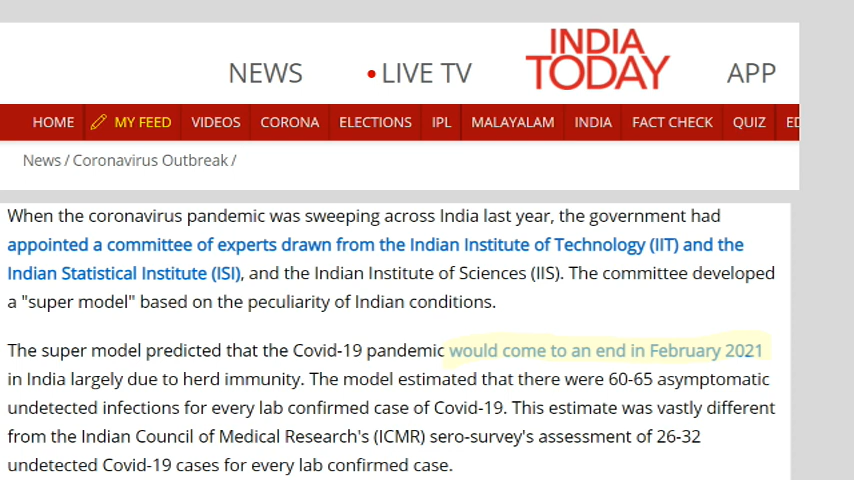 INDIA
TODAY
NEWS LIVE TV APP
HOME MY FEED VIDEOS CORONA ELECTIONS IPL MALAYALAM INDIA FACT CHECK QUIZ
News / Coronavirus Outbreak /
When the coronavirus pandemic was sweeping across India last year, the government had
appointed a committee of experts drawn from the Indian Institute of Technology (IIT) and the
Indian Statistical Institute (ISI), and the Indian Institute of Sciences (IIS). The committee developed
a "super model" based on the peculiarity of Indian conditions.
The super model predicted that the Covid-19 pandemic would come to an end in February 2021
in India largely due to herd immunity. The model estimated that there were 60-65 asymptomatic
undetected infections for every lab confirmed case of Covid-19. This estimate was vastly different
from the Indian Council of Medical Research's (ICMR) sero-survey's assessment of 26-32
undetected Covid-19 cases for every lab confirmed case.